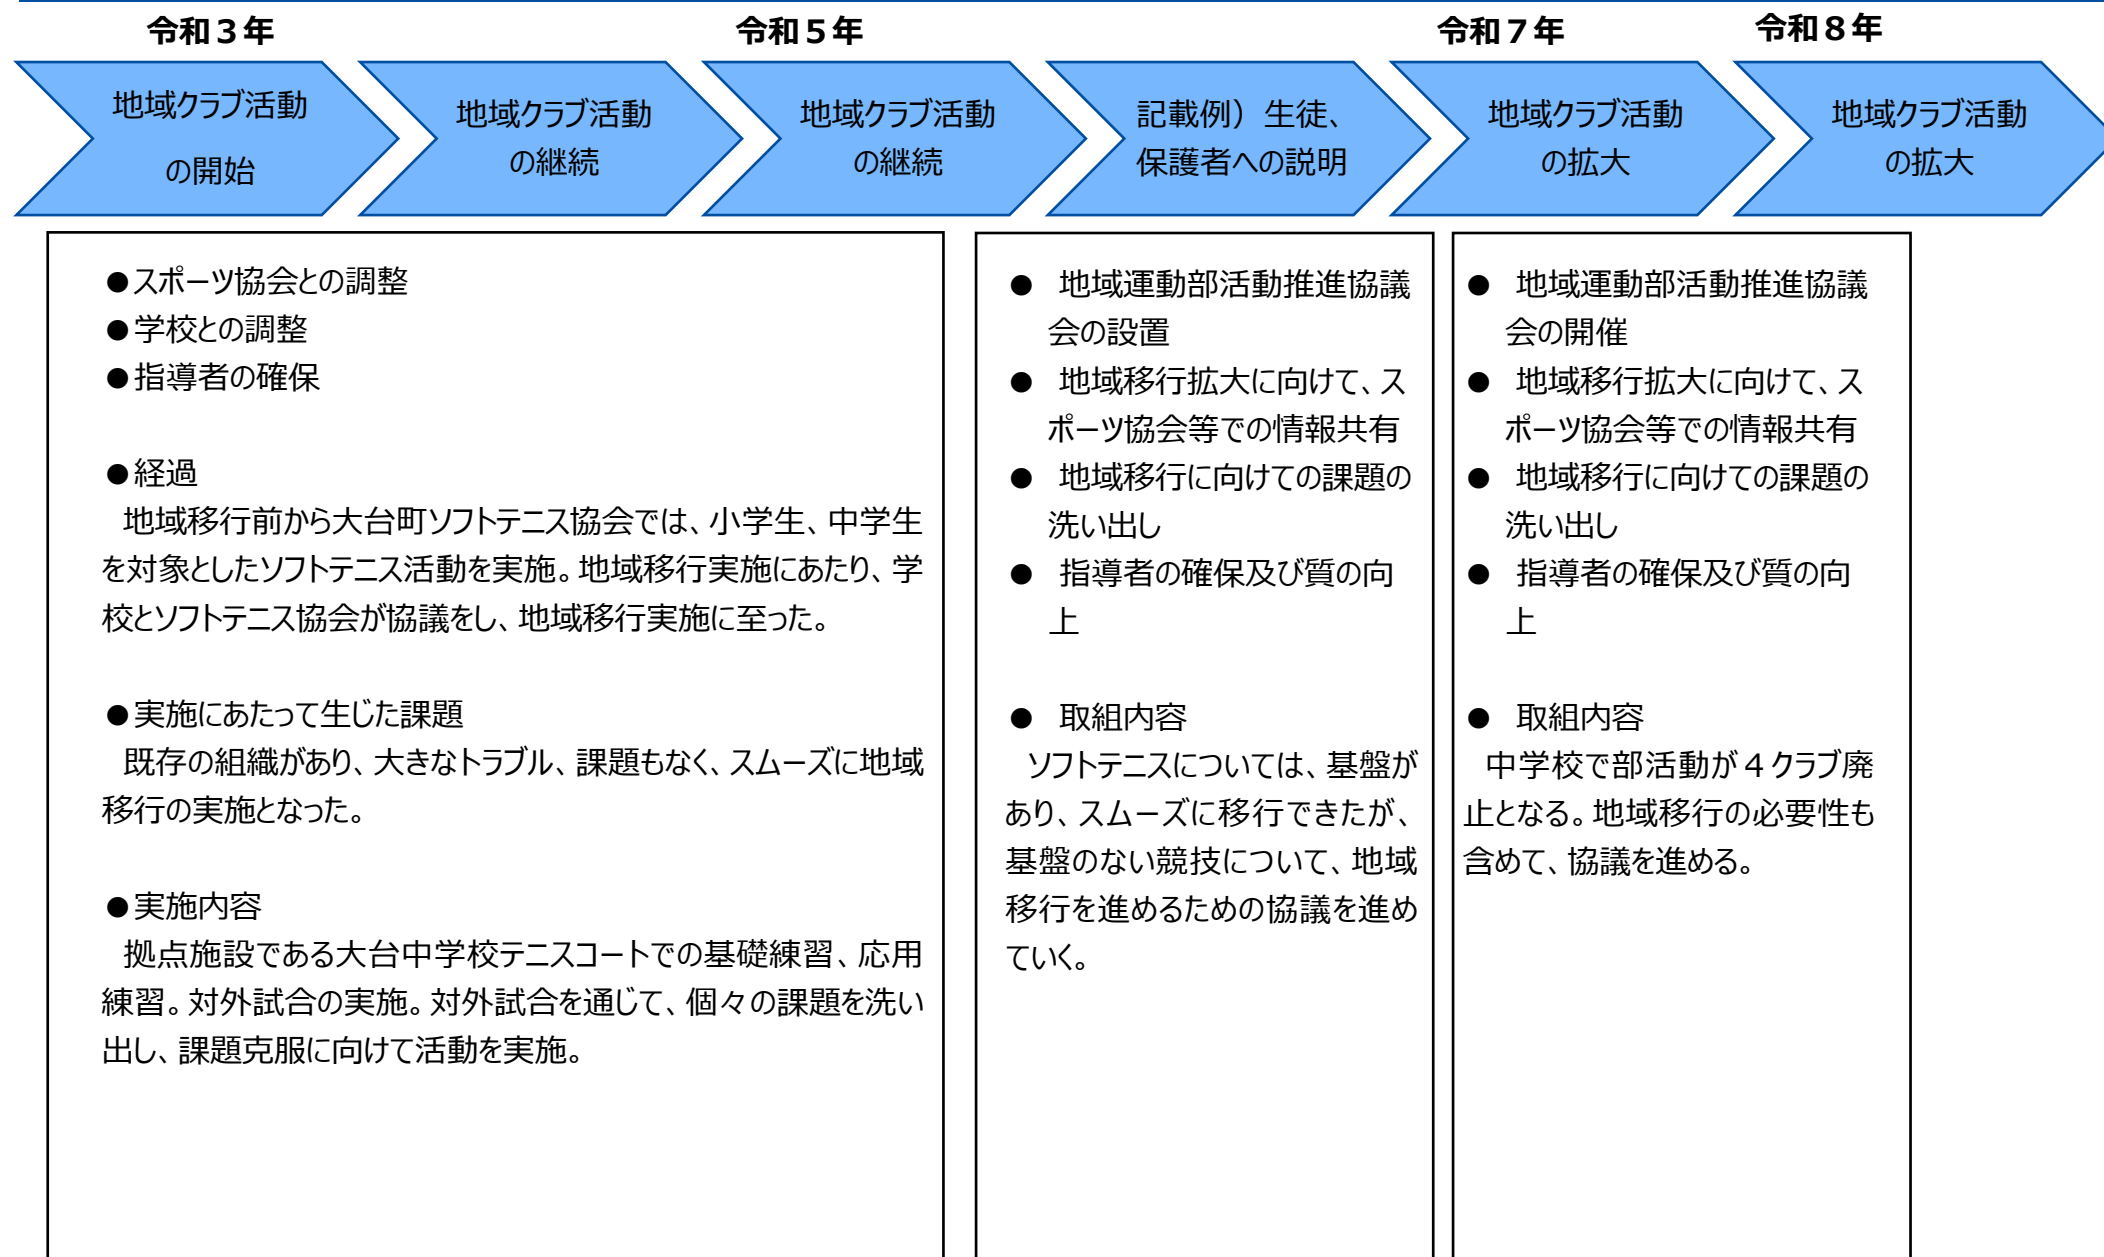 令和３年
令和５年
令和７年
令和８年
地域クラブ活動
の開始
地域クラブ活動
の継続
地域クラブ活動
の継続
記載例）生徒、
保護者への説明
地域クラブ活動
の拡大
地域クラブ活動
の拡大
●スポーツ協会との調整
●学校との調整
●指導者の確保
●経過
地域移行前から大台町ソフトテニス協会では、小学生、中学生
を対象としたソフトテニス活動を実施。地域移行実施にあたり、学
校とソフトテニス協会が協議をし、地域移行実施に至った。
●実施にあたって生じた課題
既存の組織があり、大きなトラブル、課題もなく、スムーズに地域
移行の実施となった。
●実施内容
拠点施設である大台中学校テニスコートでの基礎練習、応用
練習。対外試合の実施。対外試合を通じて、個々の課題を洗い
出し、課題克服に向けて活動を実施。
● 地域運動部活動推進協議
会の設置
● 地域移行拡大に向けて、ス
ポーツ協会等での情報共有
● 地域移行に向けての課題の
洗い出し
● 指導者の確保及び質の向
上
● 取組内容
ソフトテニスについては、基盤が
あり、スムーズに移行できたが、
基盤のない競技について、地域
移行を進めるための協議を進め
ていく。
● 地域運動部活動推進協議
会の開催
● 地域移行拡大に向けて、ス
ポーツ協会等での情報共有
● 地域移行に向けての課題の
洗い出し
● 指導者の確保及び質の向
上
● 取組内容
中学校で部活動が４クラブ廃
止となる。地域移行の必要性も
含めて、協議を進める。